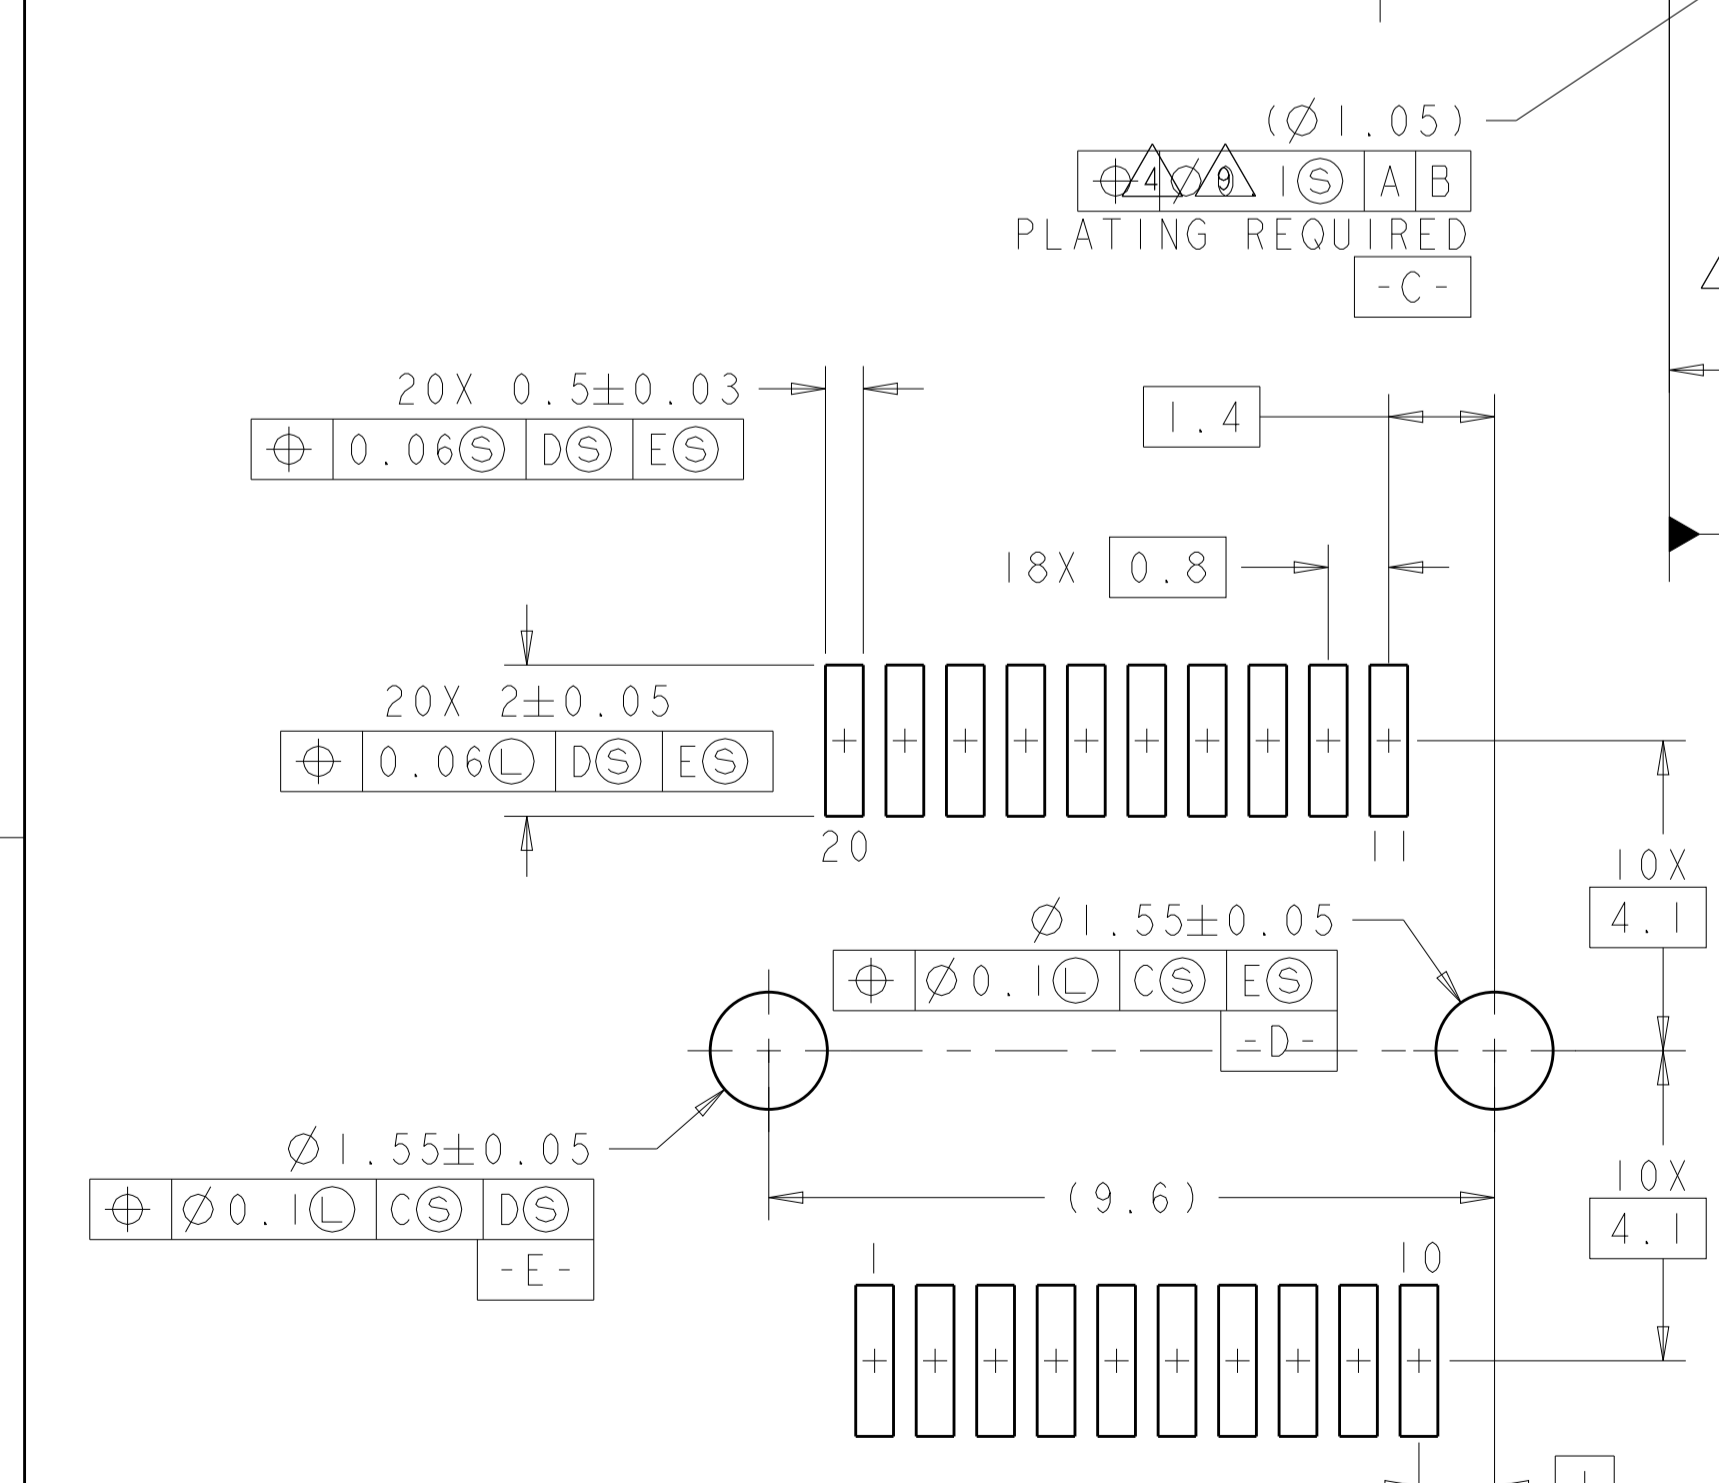 (Ø1.05)
⌖ Ø0.1Ⓢ A B
4 9
PLATING REQUIRED
-C-
20X 0.5±0.03
⌖ 0.06Ⓢ DⓈ EⓈ
1.4
18X 0.8
20X 2±0.05
⌖ 0.06Ⓛ DⓈ EⓈ
20 11
10X
4.1
Ø1.55±0.05
⌖ Ø0.1Ⓛ CⓈ EⓈ
-D-
Ø1.55±0.05
⌖ Ø0.1Ⓛ CⓈ DⓈ
-E-
(9.6)
10X
4.1
1 10